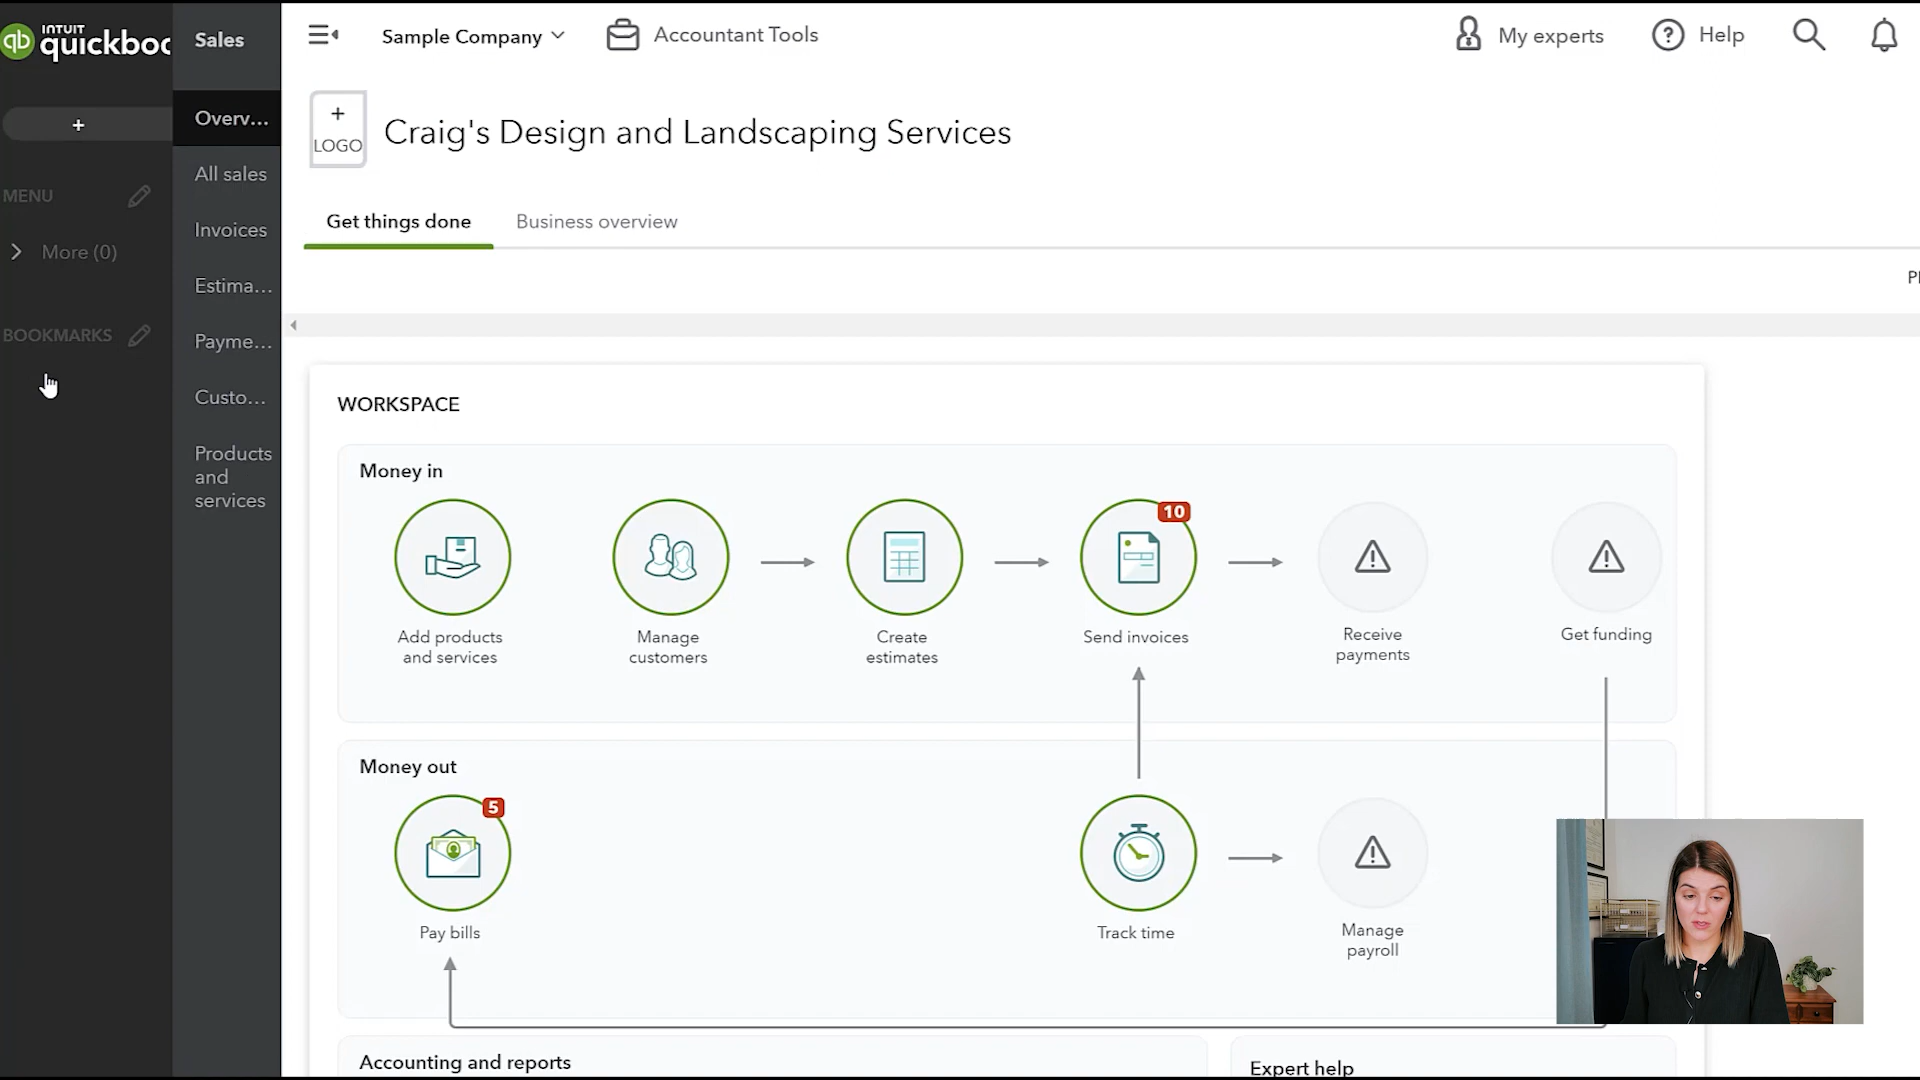 INTUIT
quickboo
+
MENU
More (0)
BOOKMARKS
Sales
Overv...
All sales
Invoices
Estima...
Payme...
Custo...
Products
and
services
Sample Company
Accountant Tools
My experts
Help
+
LOGO
Craig's Design and Landscaping Services
Get things done
Business overview
WORKSPACE
Money in
10
Add products
and services
Manage
customers
Create
estimates
Send invoices
Receive
payments
Get funding
Money out
5
Pay bills
Track time
Manage
payroll
Accounting and reports
Expert help